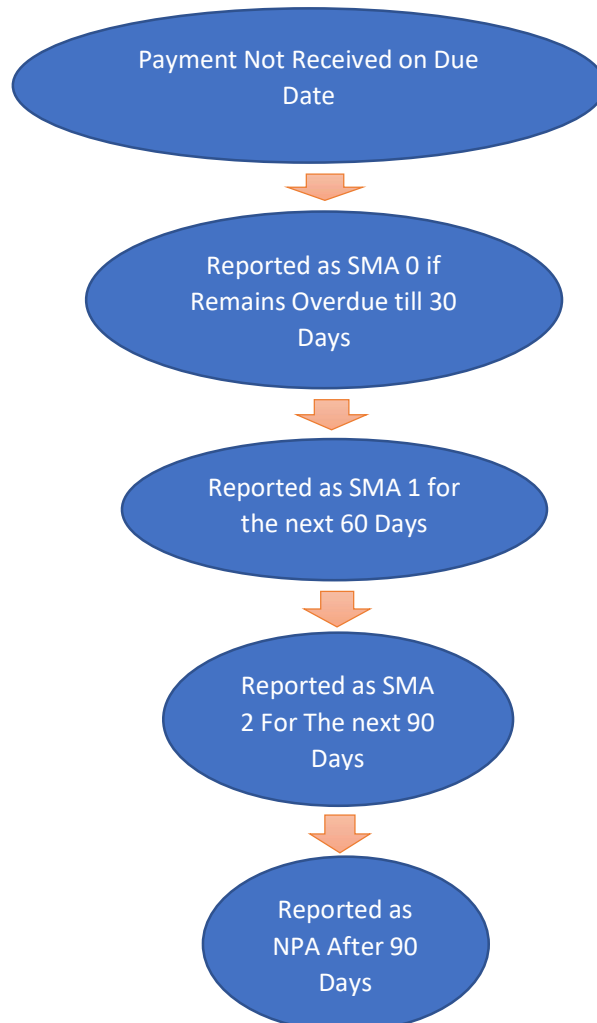 Payment Not Received on Due
Date
Reported as SMA 0 if
Remains Overdue till 30
Days
Reported as SMA 1 for
the next 60 Days
Reported as SMA
2 For The next 90
Days
Reported as
NPA After 90
Days